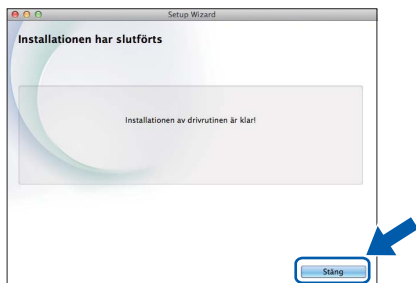 Setup Wizard
Installationen har slutförts
Installationen av drivrutinen är klar!
Stäng